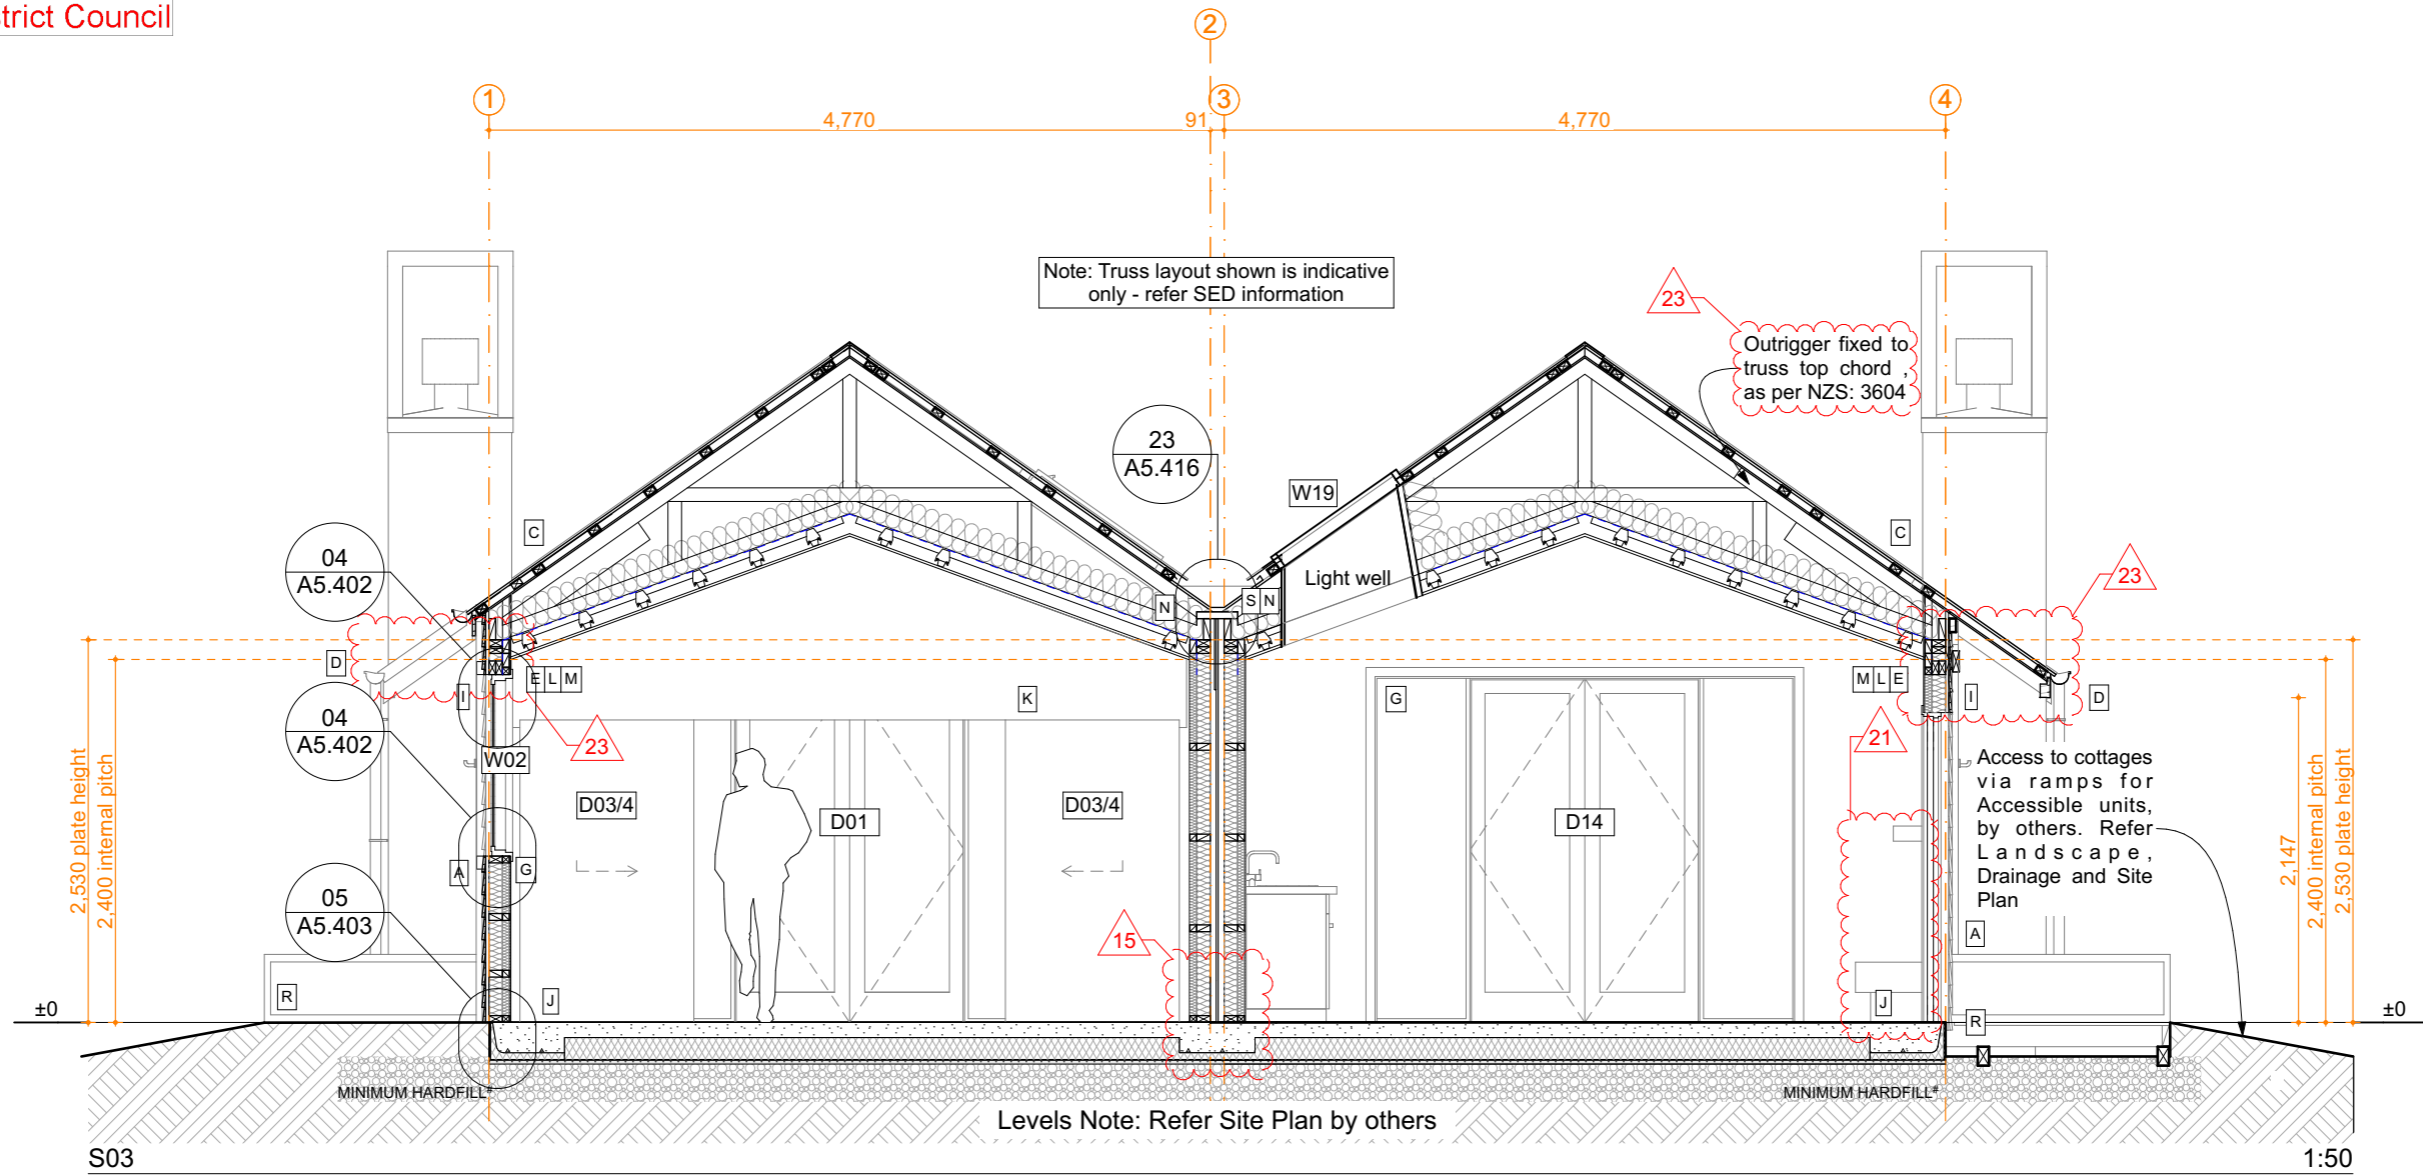 trict Council
2
1
3
4
4,770
91
4,770
Note: Truss layout shown is indicative
only - refer SED information
23
Outrigger fixed to
truss top chord ,
as per NZS: 3604
23
A5.416
W19
C
C
04
A5.402
Light well
23
N
S N
D
E L M
I
K
G
M L E
I
D
04
A5.402
23
21
W02
D03/4
D01
D03/4
D14
Access to cottages
via ramps for
Accessible units,
by others. Refer
Landscape,
Drainage and Site
Plan
2,530 plate height
2,400 internal pitch
2,147
2,400 internal pitch
2,530 plate height
A
G
05
A5.403
15
A
R
J
J
R
±0
±0
MINIMUM HARDFILL#
MINIMUM HARDFILL#
Levels Note: Refer Site Plan by others
S03
1:50